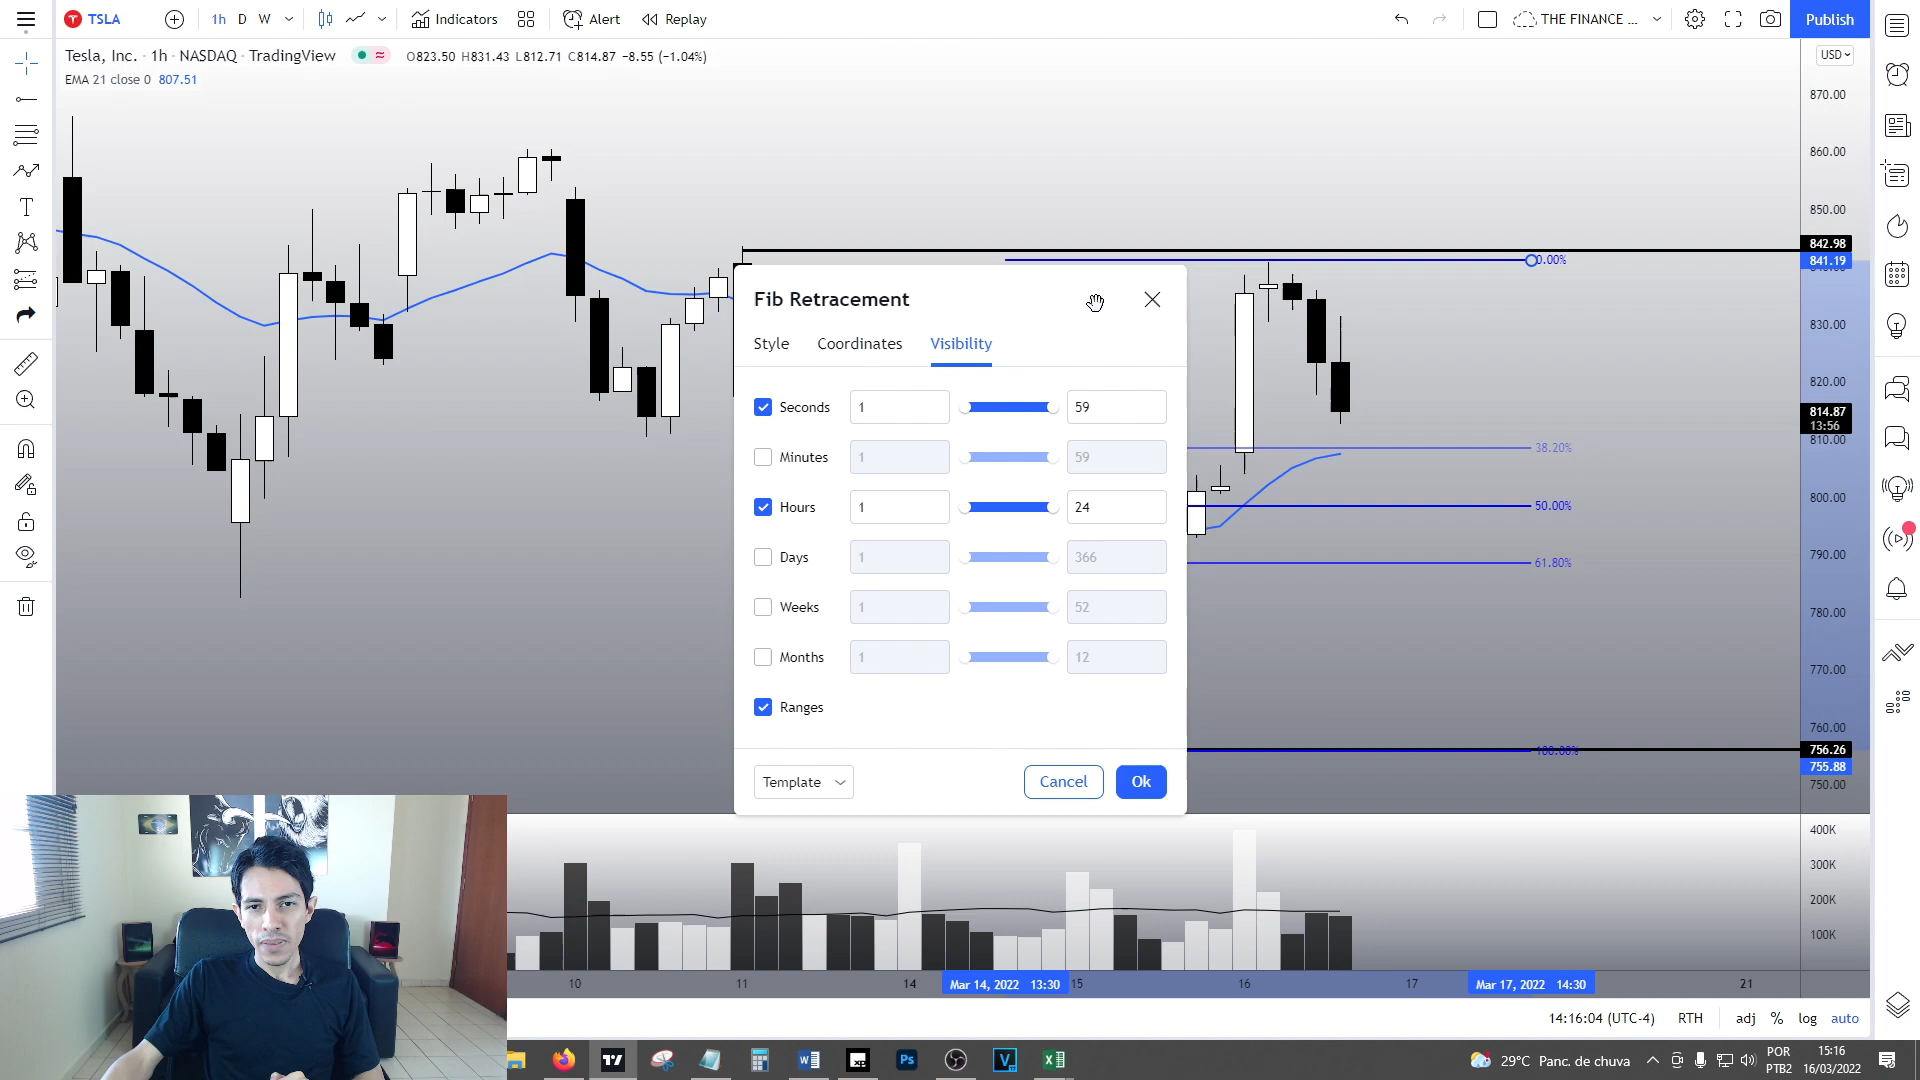 TSLA
1h
D
W
Indicators
Alert
Replay
THE FINANCE ...
Publish
Tesla, Inc. · 1h · NASDAQ · TradingView
O823.50 H831.43 L812.71 C814.87 −8.55 (−1.04%)
EMA 21 close 0 807.51
USD
870.00
860.00
850.00
842.98
841.19
830.00
820.00
814.87
13:56
810.00
800.00
790.00
780.00
770.00
760.00
756.26
755.88
750.00
0.00%
38.20%
50.00%
61.80%
100.00%
Fib Retracement
Style
Coordinates
Visibility
Seconds 1 59
Minutes 1 59
Hours 1 24
Days 1 366
Weeks 1 52
Months 1 12
Ranges
Template
Cancel
Ok
400K
300K
200K
100K
10
11
14
Mar 14, 2022 13:30
15
16
17
Mar 17, 2022 14:30
21
14:16:04 (UTC-4)
RTH
adj
%
log
auto
Ps
V
29°C Panc. de chuva
POR
PTB2
15:16
16/03/2022